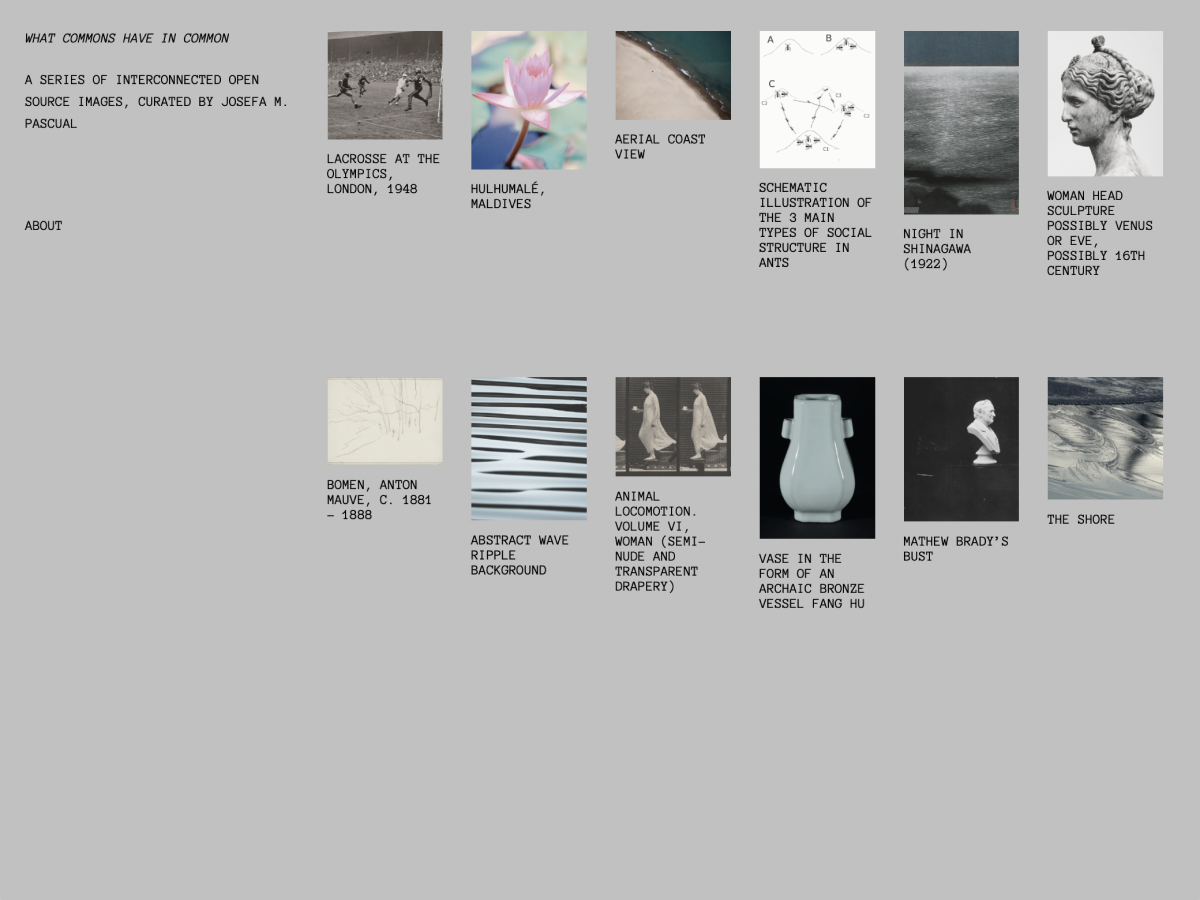 WHAT COMMONS HAVE IN COMMON
A SERIES OF INTERCONNECTED OPEN
SOURCE IMAGES, CURATED BY JOSEFA M.
PASCUAL
ABOUT
LACROSSE AT THE
OLYMPICS,
LONDON, 1948
HULHUMALÉ,
MALDIVES
AERIAL COAST
VIEW
A
B
C
C2
C3
C2
C1
SCHEMATIC
ILLUSTRATION OF
THE 3 MAIN
TYPES OF SOCIAL
STRUCTURE IN
ANTS
NIGHT IN
SHINAGAWA
(1922)
WOMAN HEAD
SCULPTURE
POSSIBLY VENUS
OR EVE,
POSSIBLY 16TH
CENTURY
BOMEN, ANTON
MAUVE, C. 1881
– 1888
ABSTRACT WAVE
RIPPLE
BACKGROUND
ANIMAL
LOCOMOTION.
VOLUME VI,
WOMAN (SEMI–
NUDE AND
TRANSPARENT
DRAPERY)
VASE IN THE
FORM OF AN
ARCHAIC BRONZE
VESSEL FANG HU
MATHEW BRADY’S
BUST
THE SHORE